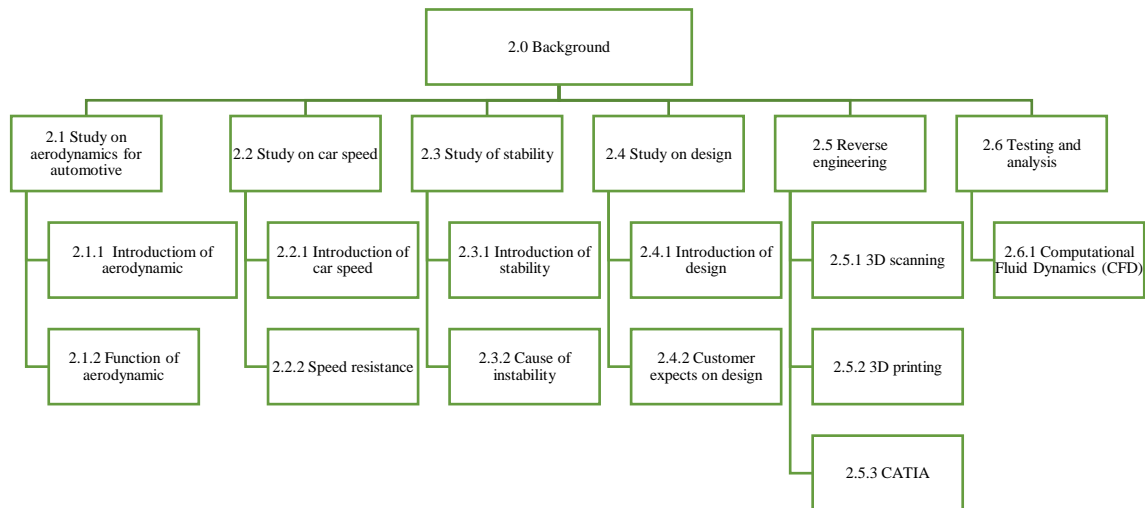 2.0 Background
2.1 Study on
aerodynamics for
automotive
2.2 Study on car speed
2.3 Study of stability
2.4 Study on design
2.5 Reverse
engineering
2.6 Testing and
analysis
2.1.1 Introductiom of
aerodynamic
2.2.1 Introduction of
car speed
2.3.1 Introduction of
stability
2.4.1 Introduction of
design
2.5.1 3D scanning
2.6.1 Computational
Fluid Dynamics (CFD)
2.1.2 Function of
aerodynamic
2.2.2 Speed resistance
2.3.2 Cause of
instability
2.4.2 Customer
expects on design
2.5.2 3D printing
2.5.3 CATIA